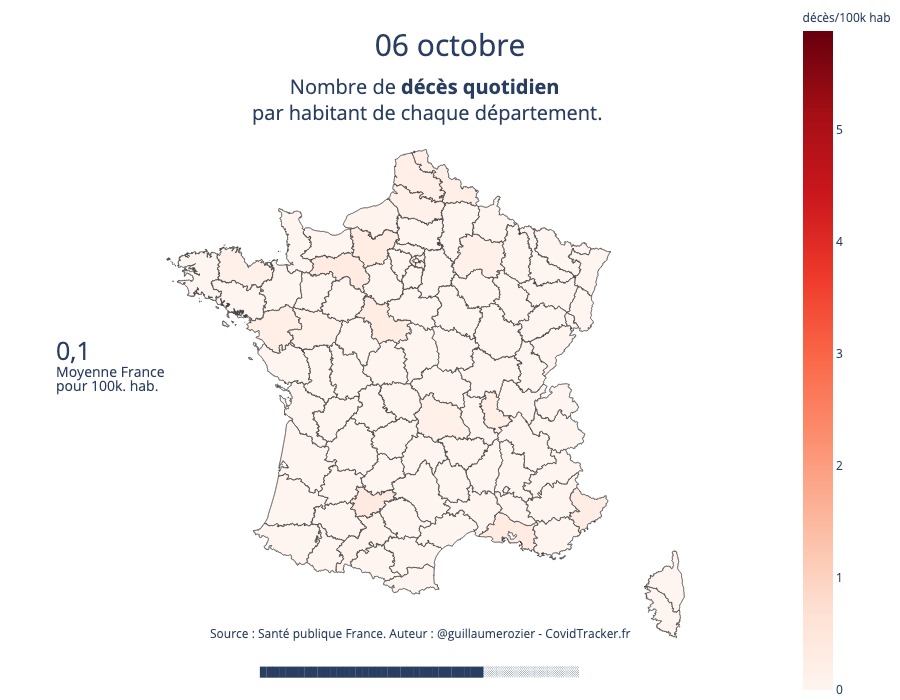 décès/100k hab
06 octobre
Nombre de décès quotidien
par habitant de chaque département.
5
4
0,1
Moyenne France
pour 100k. hab.
3
2
1
Source : Santé publique France. Auteur : @guillaumerozier - CovidTracker.fr
0